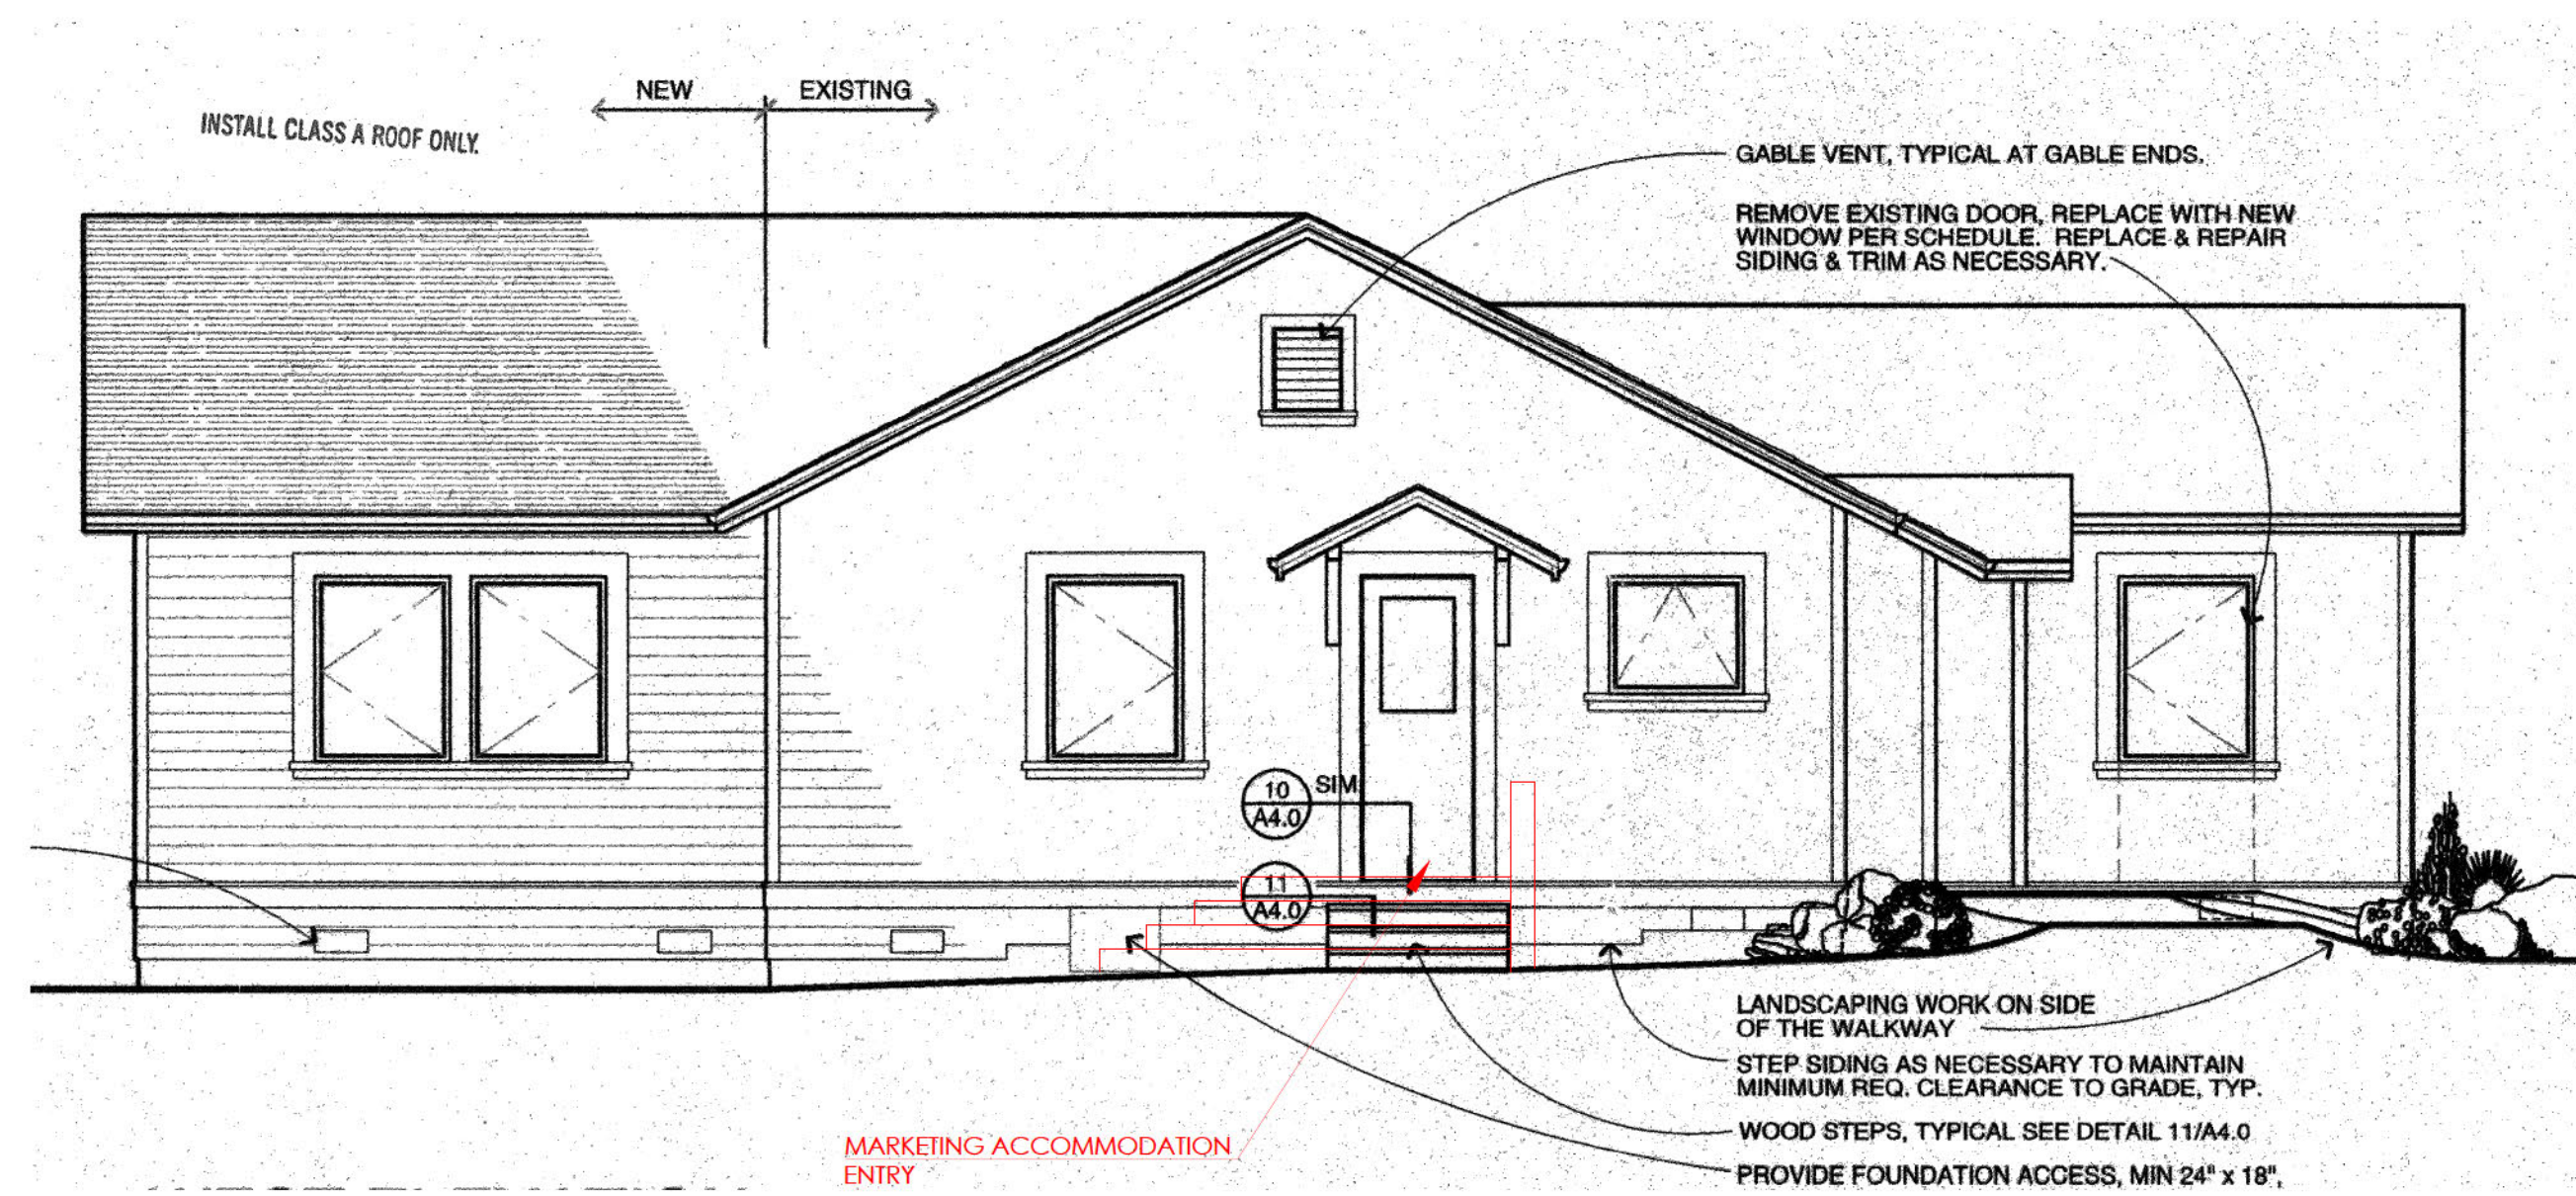 NEW
EXISTING
INSTALL CLASS A ROOF ONLY.
GABLE VENT, TYPICAL AT GABLE ENDS.
REMOVE EXISTING DOOR, REPLACE WITH NEW
WINDOW PER SCHEDULE. REPLACE & REPAIR
SIDING & TRIM AS NECESSARY.
10
A4.0
SIM
11
A4.0
LANDSCAPING WORK ON SIDE
OF THE WALKWAY
STEP SIDING AS NECESSARY TO MAINTAIN
MINIMUM REQ. CLEARANCE TO GRADE, TYP.
WOOD STEPS, TYPICAL SEE DETAIL 11/A4.0
PROVIDE FOUNDATION ACCESS, MIN 24" x 18",
MARKETING ACCOMMODATION
ENTRY